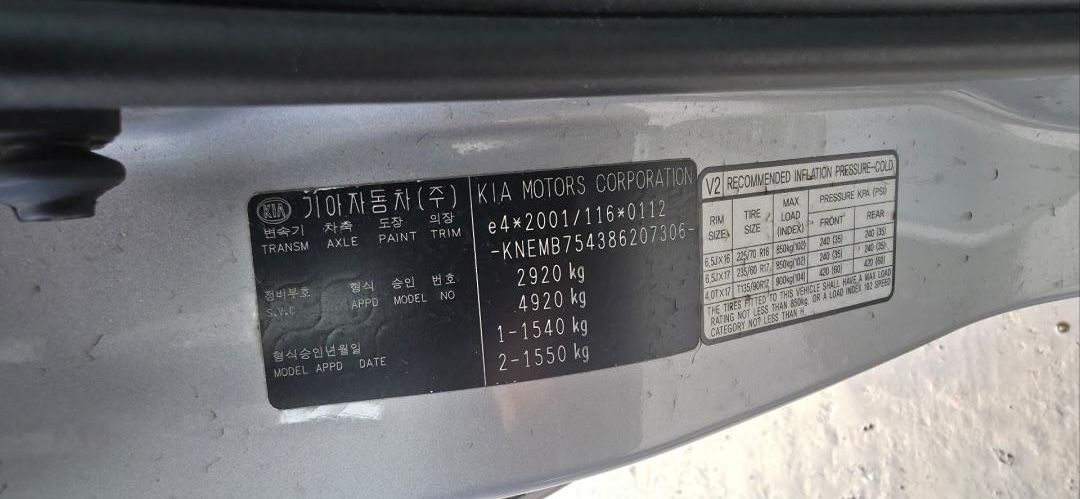 KIA 기아자동차(주) KIA MOTORS CORPORATION
변속기 차축 도장 의장
TRANSM AXLE PAINT TRIM
정비부호 형식 승인 번호
S.V.C APPD MODEL NO
형식승인년월일
MODEL APPD DATE
e4*2001/116*0112
-KNEMB754386207306-
2920 kg
4920 kg
1-1540 kg
2-1550 kg
V2 RECOMMENDED INFLATION PRESSURE-COLD
RIM SIZE TIRE SIZE MAX LOAD (INDEX) PRESSURE KPA (PSI)
FRONT REAR
6.5J×16 225/70 R16 850kg(102) 240 (35) 240 (35)
6.5J×17 235/60 R17 850kg(102) 240 (35) 240 (35)
4.0T×17 T135/90R17 900kg(104) 420 (60) 420 (60)
THE TIRES FITTED TO THIS VEHICLE SHALL HAVE A MAX LOAD
RATING NOT LESS THAN 850kg. OR A LOAD INDEX 102 SPEED
CATEGORY NOT LESS THAN H.